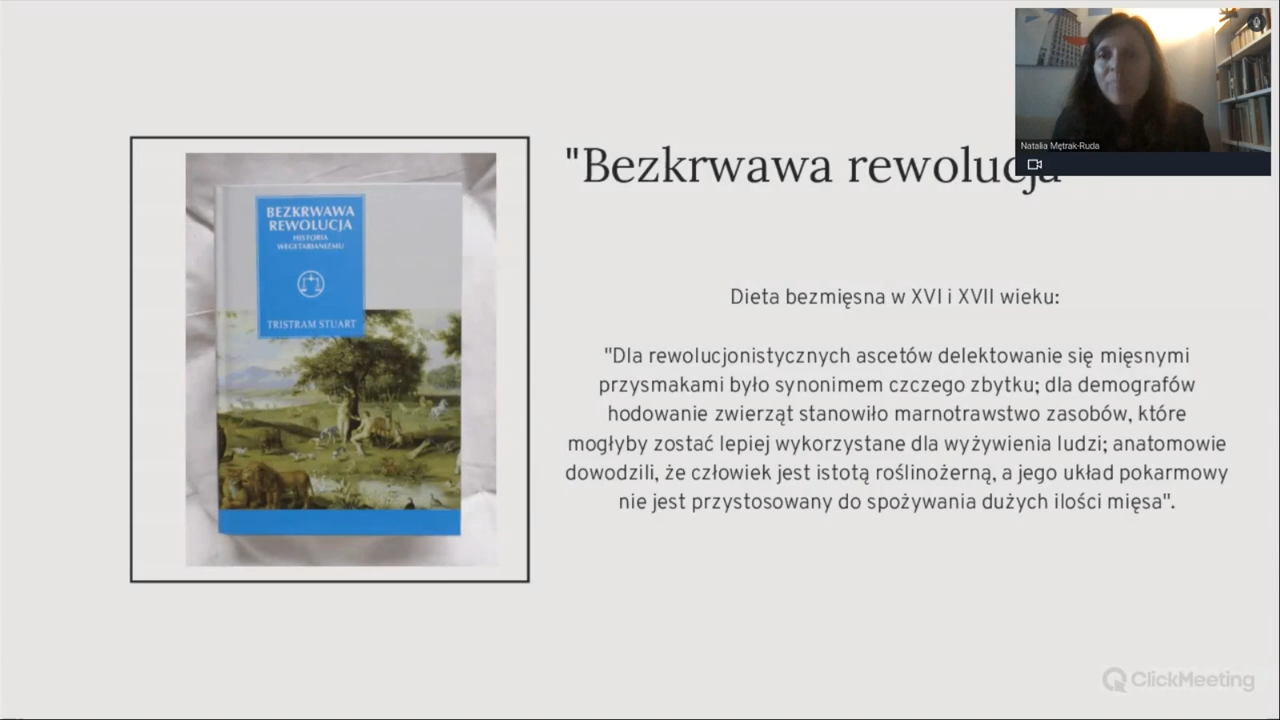 BEZKRWAWA
REWOLUCJA
HISTORIA
WEGETARIANIZMU
TRISTRAM STUART
"Bezkrwawa rewolucja
Natalia Mętrak-Ruda
Dieta bezmięsna w XVI i XVII wieku:
"Dla rewolucjonistycznych ascetów delektowanie się mięsnymi
przysmakami było synonimem czczego zbytku; dla demografów
hodowanie zwierząt stanowiło marnotrawstwo zasobów, które
mogłyby zostać lepiej wykorzystane dla wyżywienia ludzi; anatomowie
dowodzili, że człowiek jest istotą roślinożerną, a jego układ pokarmowy
nie jest przystosowany do spożywania dużych ilości mięsa".
ClickMeeting